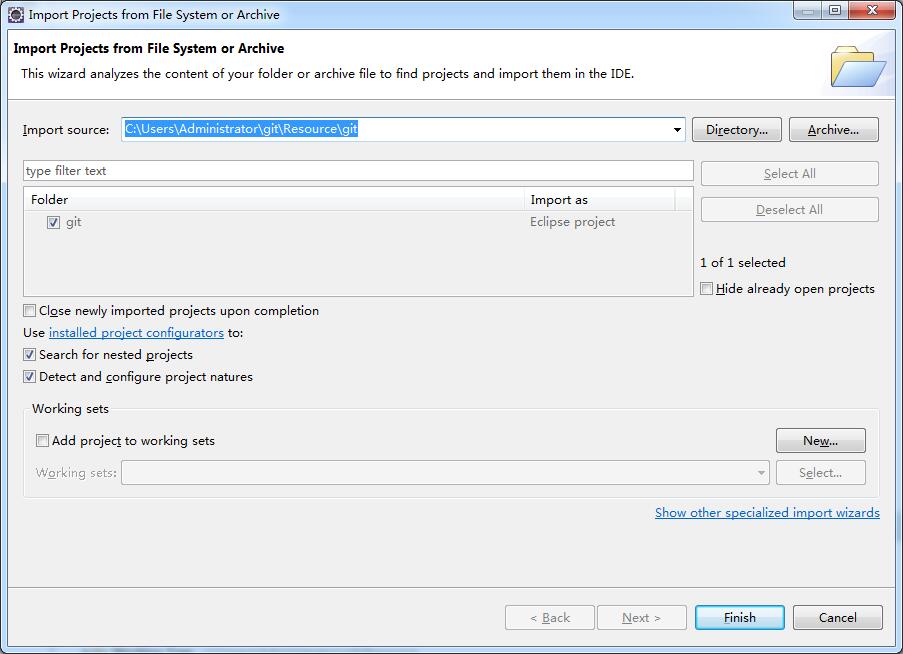 Import Projects from File System or Archive
Import Projects from File System or Archive
This wizard analyzes the content of your folder or archive file to find projects and import them in the IDE.
Import source: C:\Users\Administrator\git\Resource\git Directory... Archive...
type filter text Select All
Folder Import as Deselect All
git Eclipse project
1 of 1 selected
Hide already open projects
Close newly imported projects upon completion
Use installed project configurators to:
Search for nested projects
Detect and configure project natures
Working sets
Add project to working sets New...
Working sets: Select...
Show other specialized import wizards
< Back Next > Finish Cancel